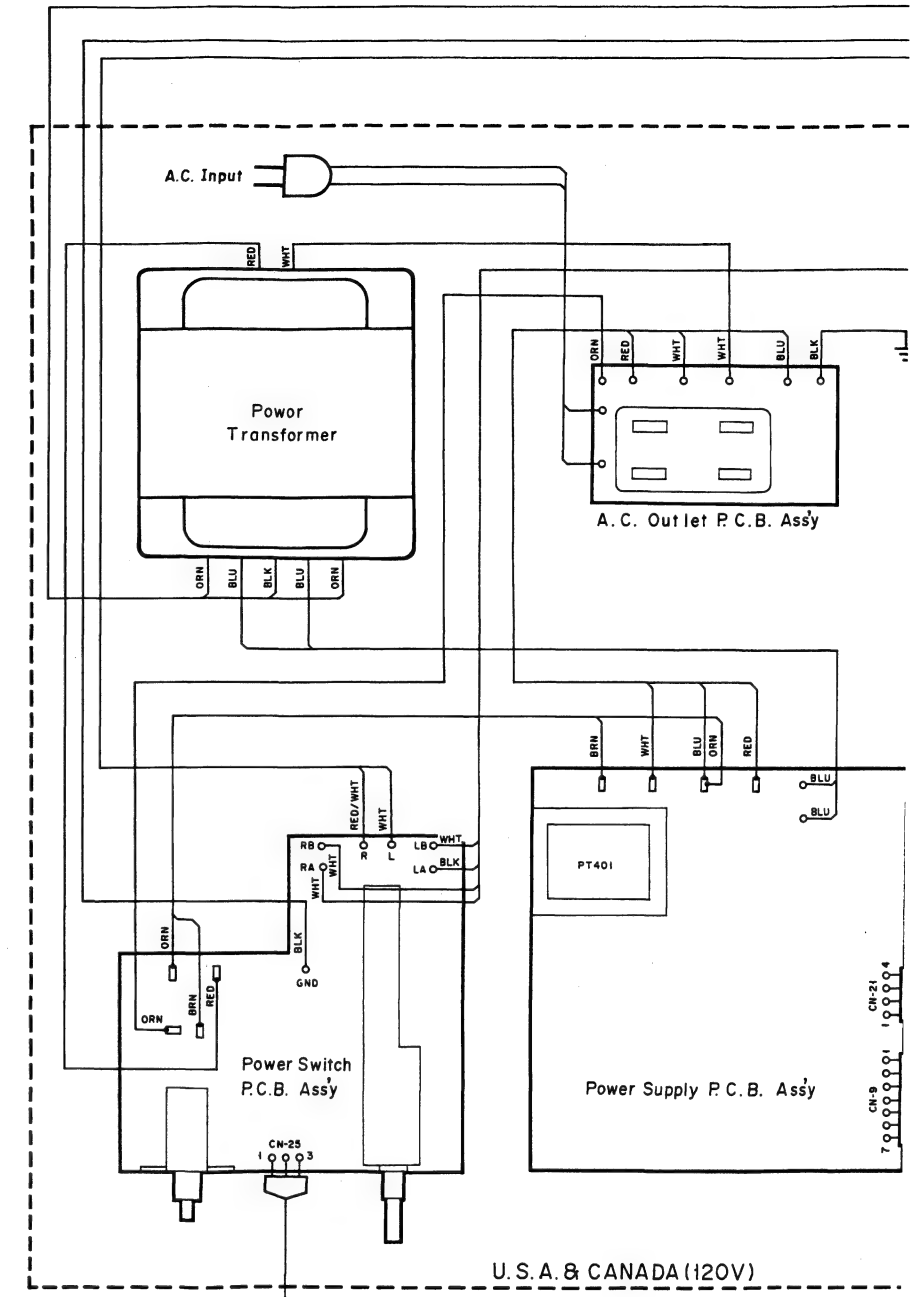 A.C. Input
RED
WHT
ORN
RED
WHT
WHT
BLU
BLK
Powor
Transformer
A.C. Outlet P.C.B. Ass'y
ORN
BLU
BLK
BLU
ORN
BRN
WHT
BLU
ORN
RED
BLU
BLU
RED/WHT
WHT
RB
R
L
LB
WHT
RA
WHT
WHT
LA
BLK
PT401
ORN
BLK
GND
BRN
RED
ORN
4
CN-21
1
Power Switch
P.C.B. Ass'y
Power Supply P.C.B. Ass'y
1
CN-9
7
CN-25
1
3
U.S.A. & CANADA (120V)